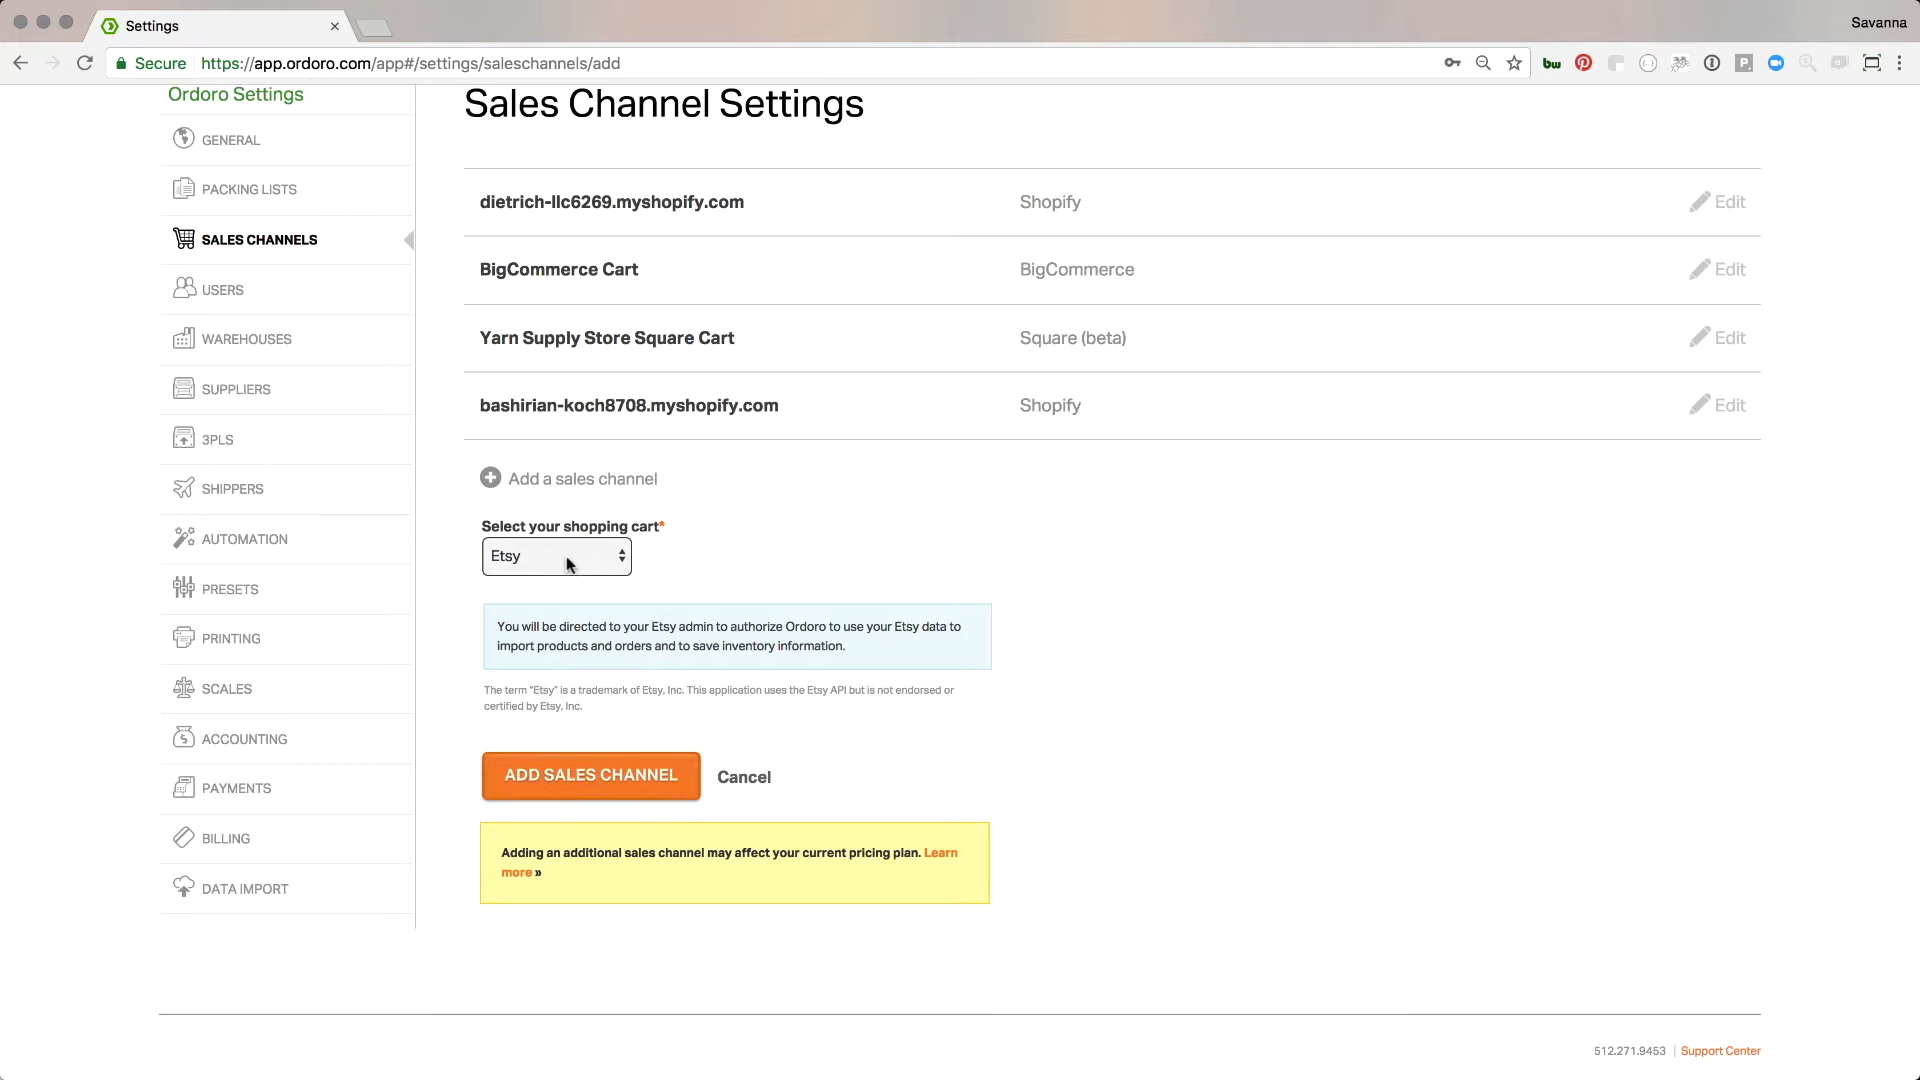 Settings
Savanna
Secure https://app.ordoro.com/app#/settings/saleschannels/add
bw
P.
Ordoro Settings
GENERAL
PACKING LISTS
SALES CHANNELS
USERS
WAREHOUSES
SUPPLIERS
3PLS
SHIPPERS
AUTOMATION
PRESETS
PRINTING
SCALES
ACCOUNTING
PAYMENTS
BILLING
DATA IMPORT
Sales Channel Settings
dietrich-llc6269.myshopify.com Shopify Edit
BigCommerce Cart BigCommerce Edit
Yarn Supply Store Square Cart Square (beta) Edit
bashirian-koch8708.myshopify.com Shopify Edit
Add a sales channel
Select your shopping cart*
Etsy
You will be directed to your Etsy admin to authorize Ordoro to use your Etsy data to
import products and orders and to save inventory information.
The term "Etsy" is a trademark of Etsy, Inc. This application uses the Etsy API but is not endorsed or
certified by Etsy, Inc.
ADD SALES CHANNEL Cancel
Adding an additional sales channel may affect your current pricing plan. Learn
more »
512.271.9453 | Support Center